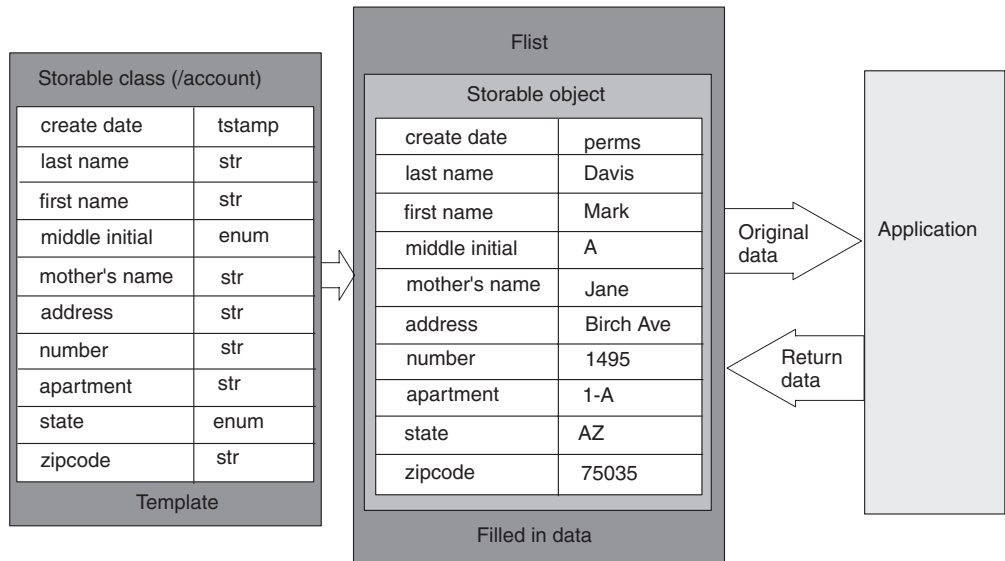 Storable class (/account)
create date tstamp
last name str
first name str
middle initial enum
mother's name str
address str
number str
apartment str
state enum
zipcode str
Template
Flist
Storable object
create date perms
last name Davis
first name Mark
middle initial A
mother's name Jane
address Birch Ave
number 1495
apartment 1-A
state AZ
zipcode 75035
Filled in data
Original
data
Return
data
Application